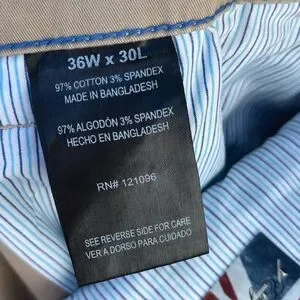 36W x 30L
97% COTTON 3% SPANDEX
MADE IN BANGLADESH
97% ALGODÓN 3% SPANDEX
HECHO EN BANGLADESH
RN# 121096
SEE REVERSE SIDE FOR CARE
VER Á DORSO PARA CUIDADO